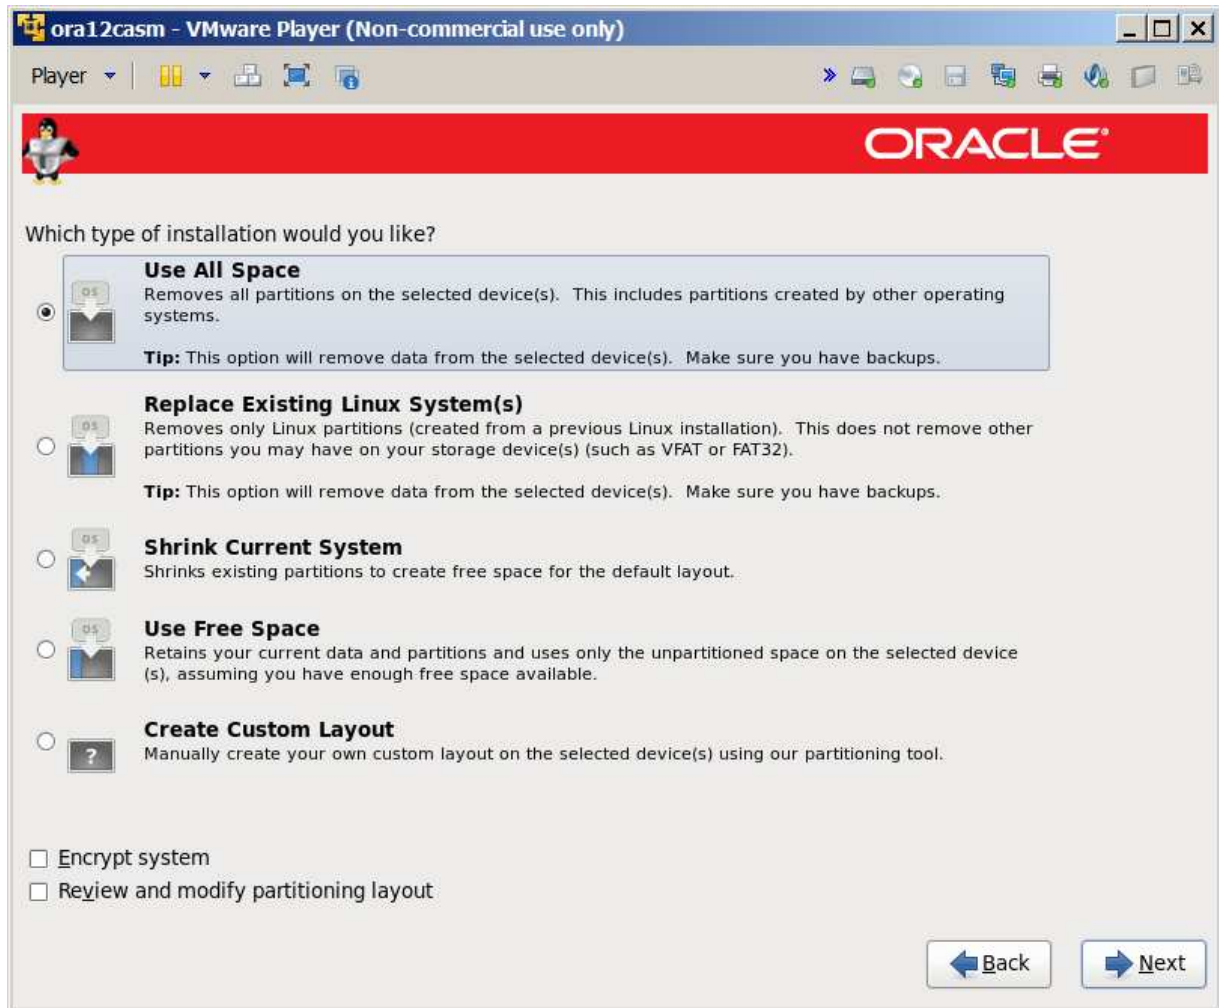 ora12casm - VMware Player (Non-commercial use only)
Player
ORACLE®
Which type of installation would you like?
OS
Use All Space
Removes all partitions on the selected device(s).  This includes partitions created by other operating
systems.
Tip: This option will remove data from the selected device(s).  Make sure you have backups.
OS
Replace Existing Linux System(s)
Removes only Linux partitions (created from a previous Linux installation).  This does not remove other
partitions you may have on your storage device(s) (such as VFAT or FAT32).
Tip: This option will remove data from the selected device(s).  Make sure you have backups.
OS
Shrink Current System
Shrinks existing partitions to create free space for the default layout.
OS
Use Free Space
Retains your current data and partitions and uses only the unpartitioned space on the selected device
(s), assuming you have enough free space available.
?
Create Custom Layout
Manually create your own custom layout on the selected device(s) using our partitioning tool.
Encrypt system
Review and modify partitioning layout
Back
Next